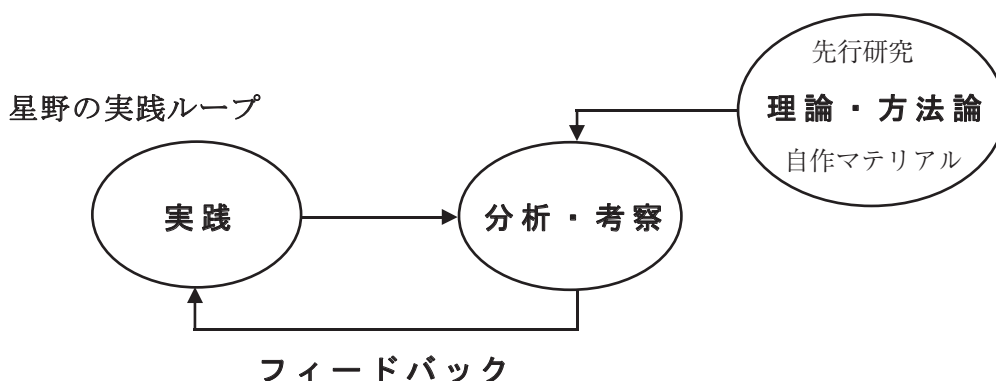 先行研究
星野の実践ループ
理論・方法論
自作マテリアル
実践
分析・考察
フィードバック